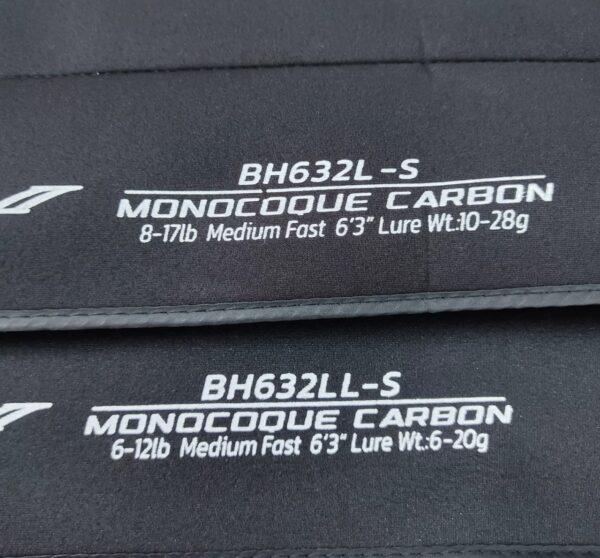 BH632L-S
MONOCOQUE CARBON
8-17lb Medium Fast 6'3" Lure Wt.:10-28g
BH632LL-S
MONOCOQUE CARBON
6-12lb Medium Fast 6'3" Lure Wt.:6-20g